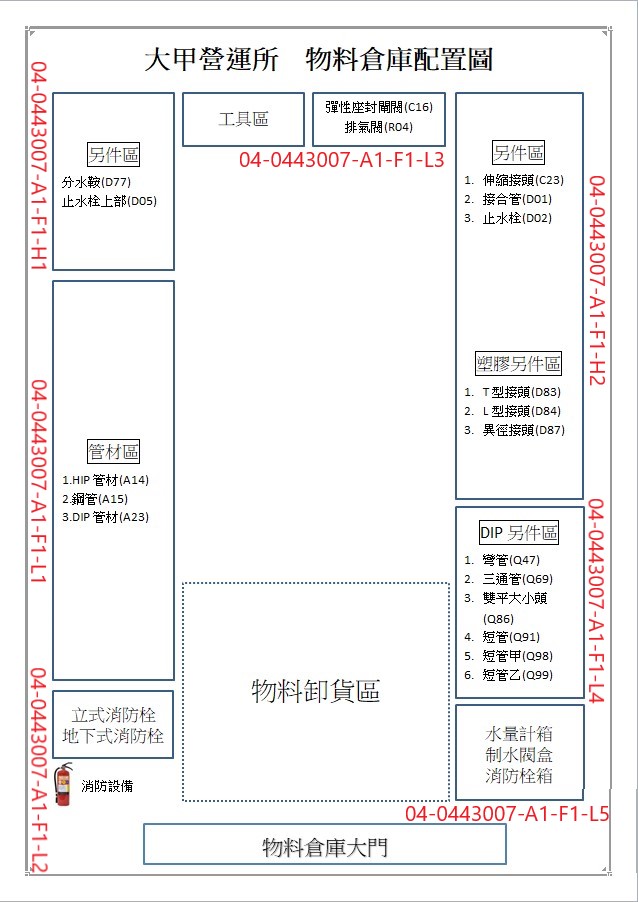 大甲營運所　物料倉庫配置圖
04-0443007-A1-F1-H1
另件區
分水鞍(D77)
止水栓上部(D05)
工具區
彈性座封閘閥(C16)
排氣閥(R04)
04-0443007-A1-F1-L3
另件區
1. 伸縮接頭(C23)
2. 接合管(D01)
3. 止水栓(D02)
04-0443007-A1-F1-H2
塑膠另件區
1. T 型接頭(D83)
2. L 型接頭(D84)
3. 異徑接頭(D87)
04-0443007-A1-F1-L1
管材區
1.HIP 管材(A14)
2.鋼管(A15)
3.DIP 管材(A23)
DIP 另件區
1. 彎管(Q47)
2. 三通管(Q69)
3. 雙平大小頭
(Q86)
4. 短管(Q91)
5. 短管甲(Q98)
6. 短管乙(Q99)
04-0443007-A1-F1-L4
物料卸貨區
04-0443007-A1-F1-L2
立式消防栓
地下式消防栓
消防設備
水量計箱
制水閥盒
消防栓箱
04-0443007-A1-F1-L5
物料倉庫大門